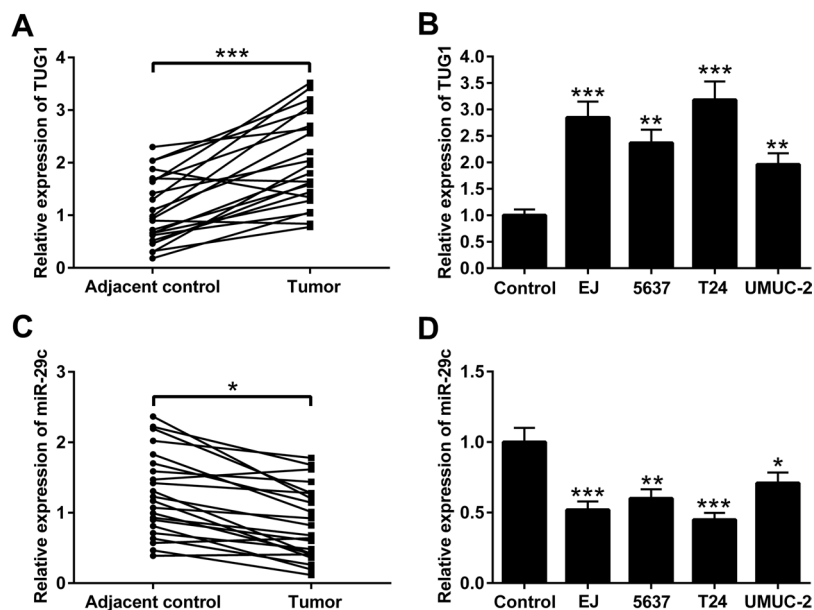 A
Relative expression of TUG1
***
4
3
2
1
0
Adjacent control Tumor
B
Relative expression of TUG1
4.0
3.5
3.0
2.5
2.0
1.5
1.0
0.5
0.0
*** ** *** **
Control EJ 5637 T24 UMUC-2
C
Relative expression of miR-29c
*
3
2
1
0
Adjacent control Tumor
D
Relative expression of miR-29c
1.5
1.0
0.5
0.0
*** ** *** *
Control EJ 5637 T24 UMUC-2